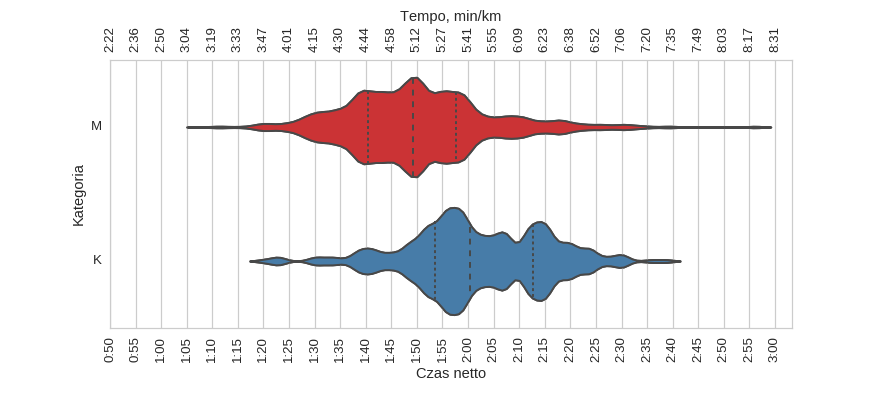 Tempo, min/km
2:22 2:36 2:50 3:04 3:19 3:33 3:47 4:01 4:15 4:30 4:44 4:58 5:12 5:27 5:41 5:55 6:09 6:23 6:38 6:52 7:06 7:20 7:35 7:49 8:03 8:17 8:31
Kategoria
M
K
0:50 0:55 1:00 1:05 1:10 1:15 1:20 1:25 1:30 1:35 1:40 1:45 1:50 1:55 2:00 2:05 2:10 2:15 2:20 2:25 2:30 2:35 2:40 2:45 2:50 2:55 3:00
Czas netto